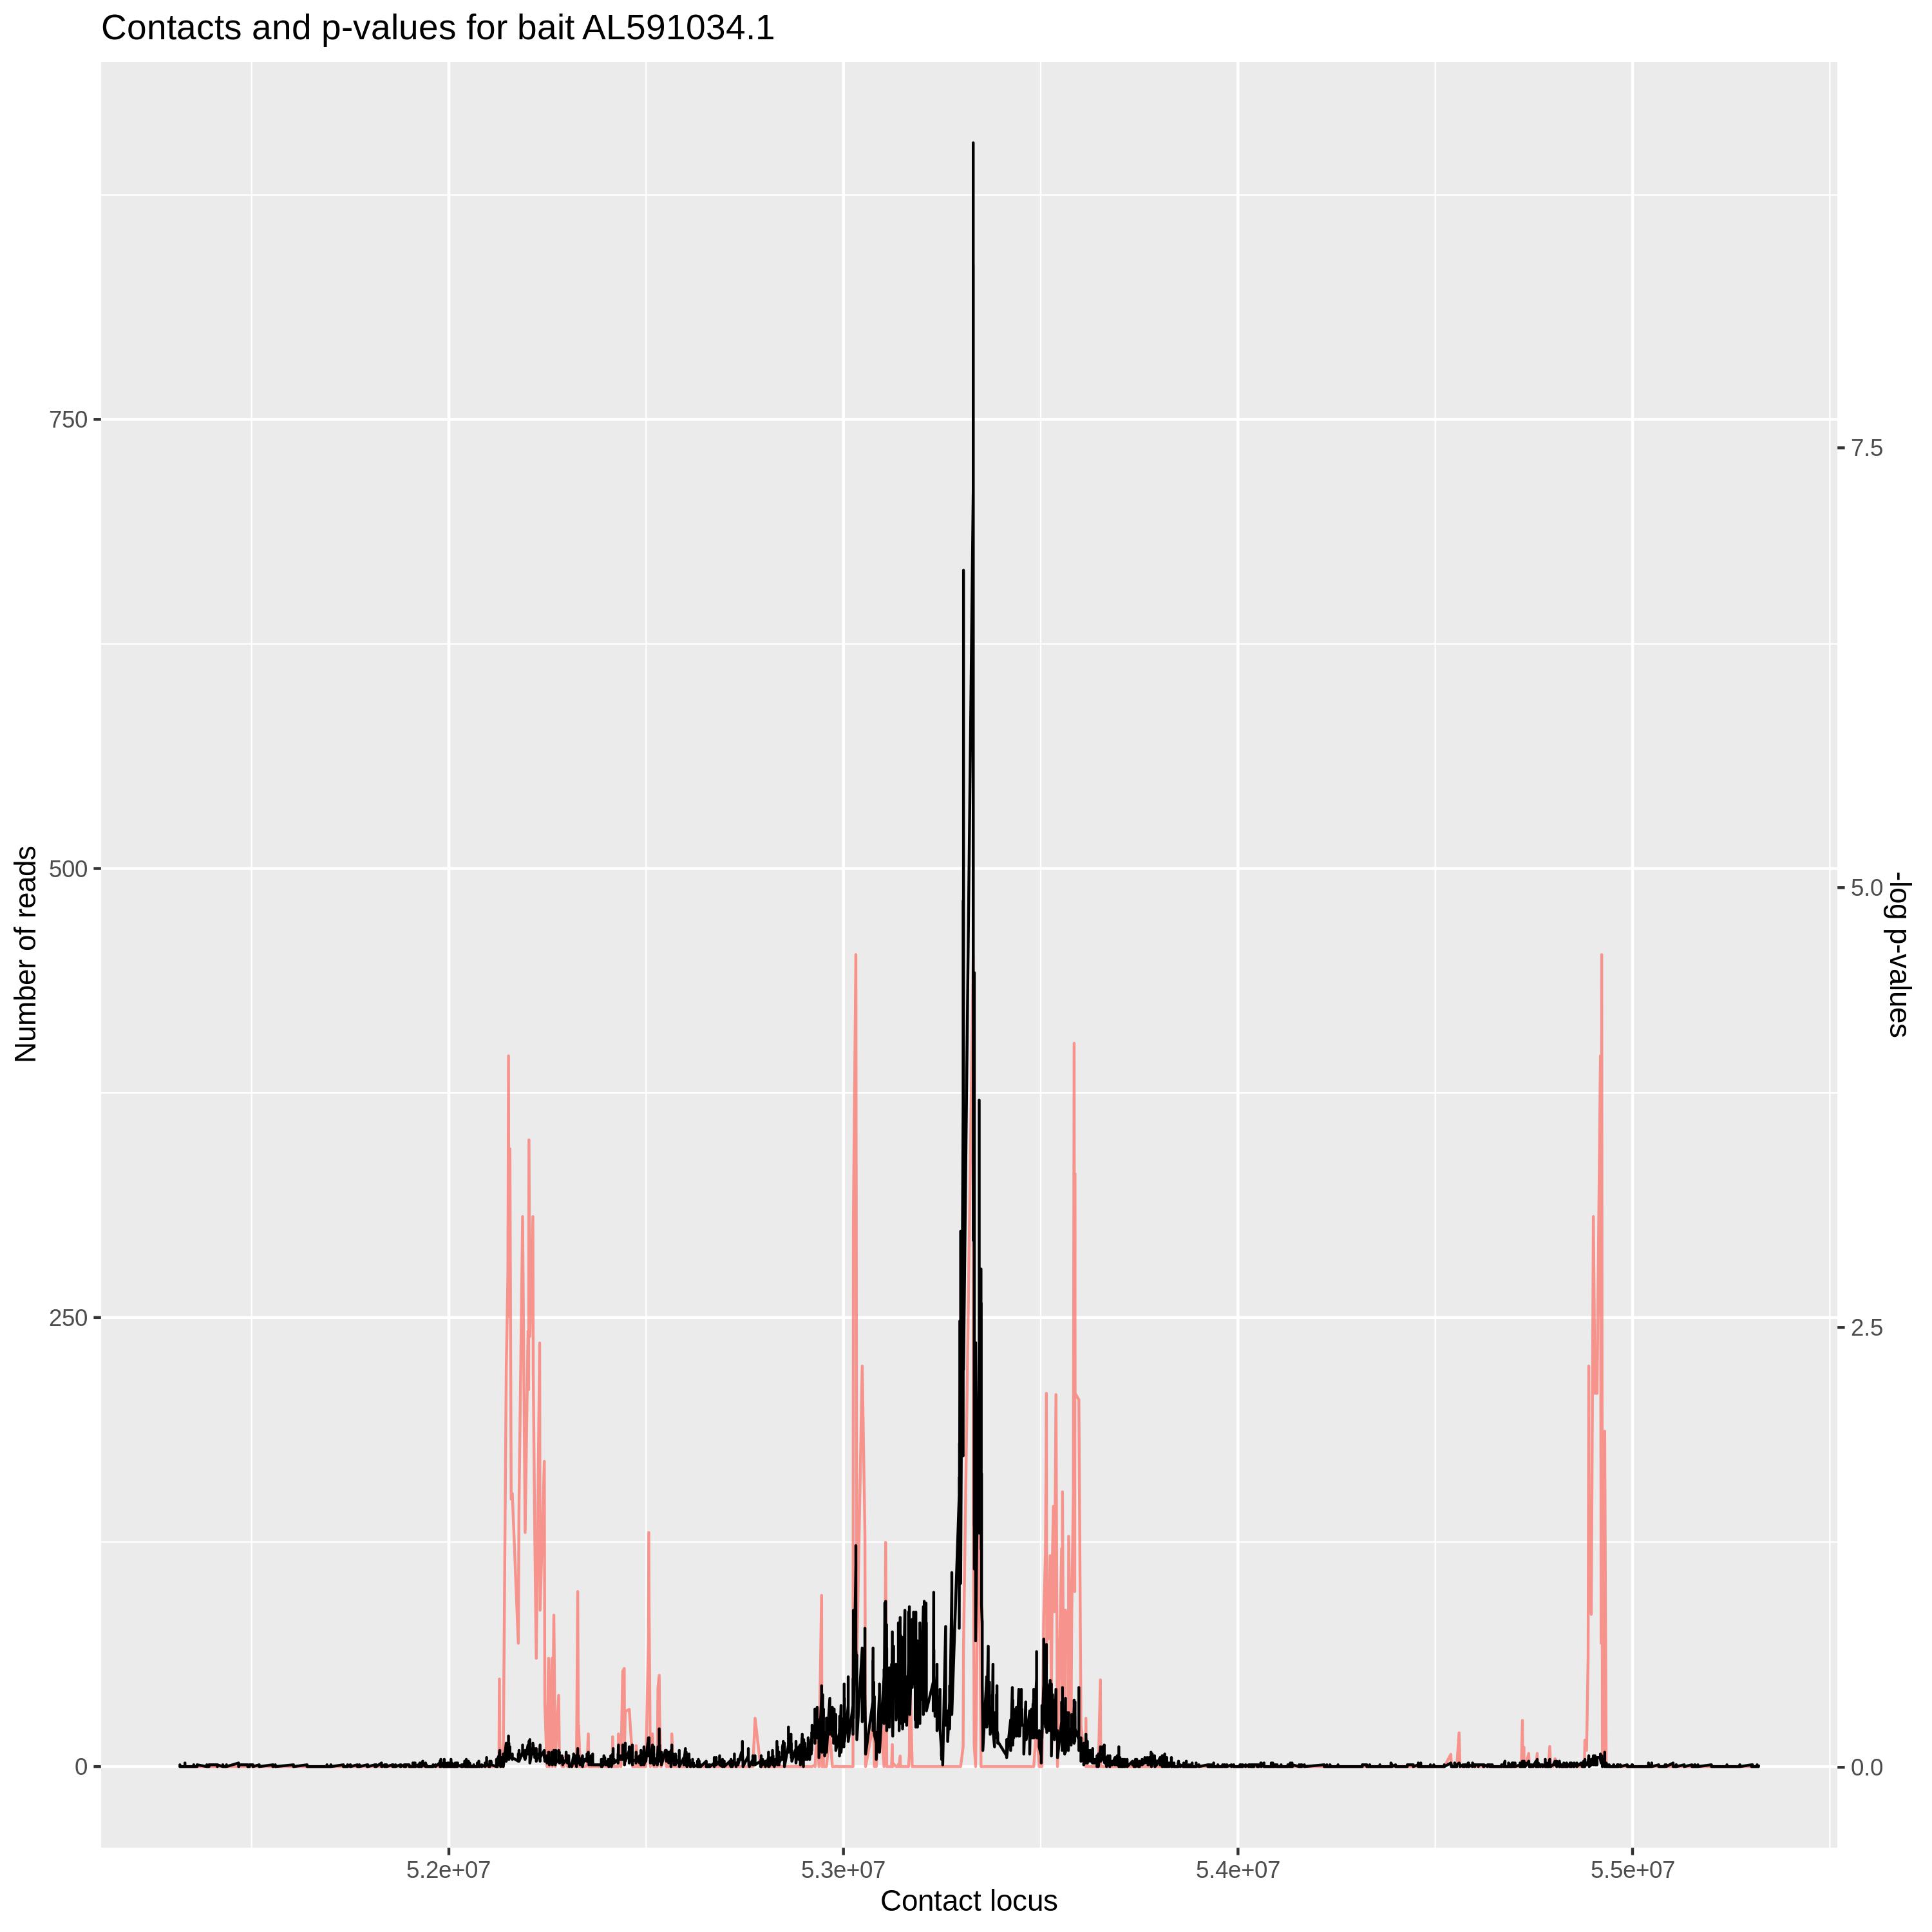 Contacts and p-values for bait AL591034.1
Number of reads
750
500
250
0
7.5
5.0
2.5
0.0
-log p-values
5.2e+07 5.3e+07 5.4e+07 5.5e+07
Contact locus